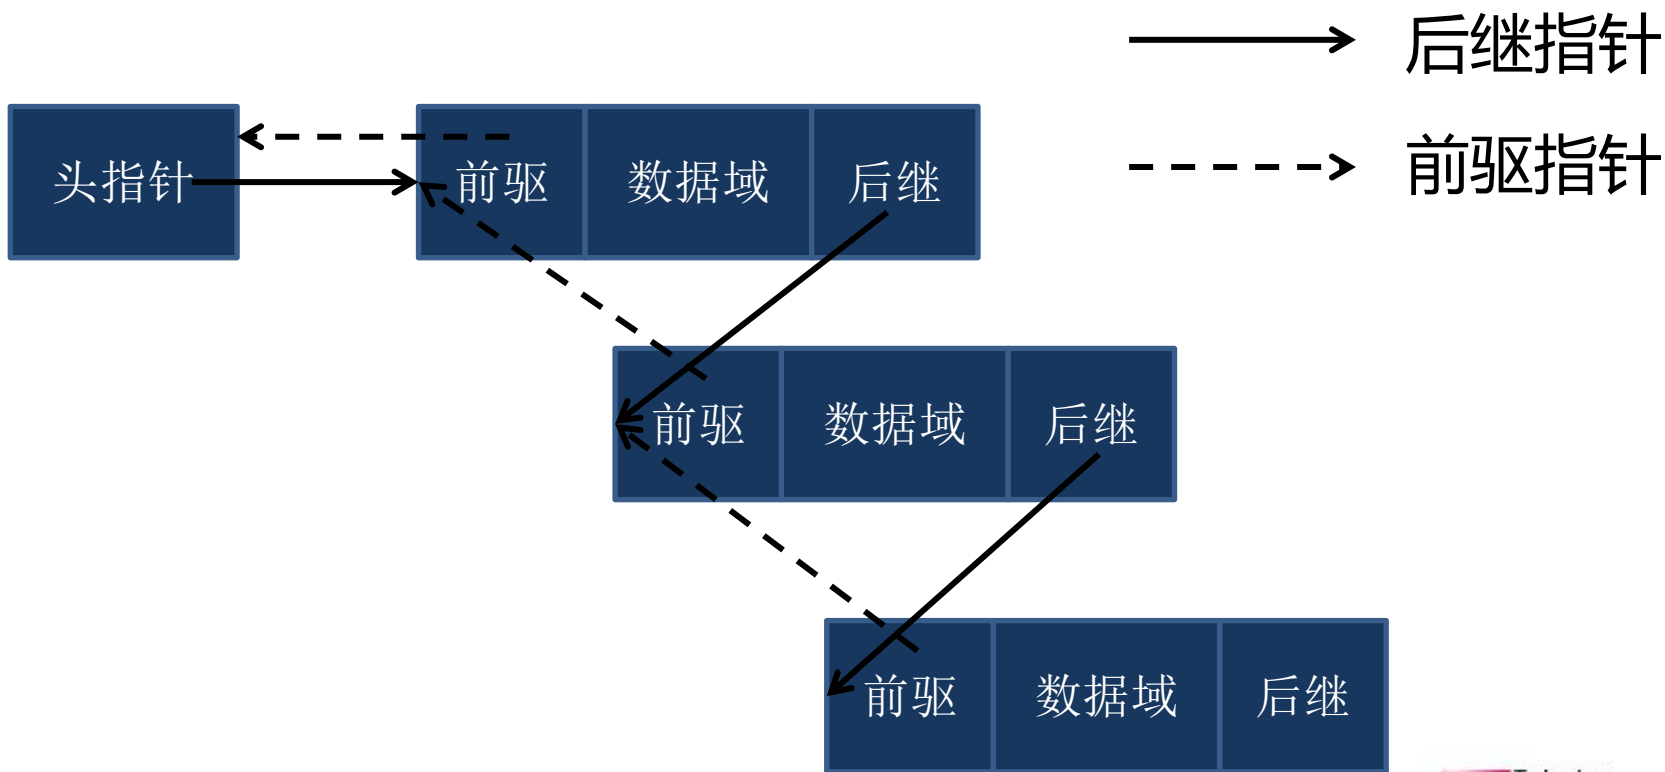 后继指针
前驱指针
头指针
前驱 数据域 后继
前驱 数据域 后继
前驱 数据域 后继